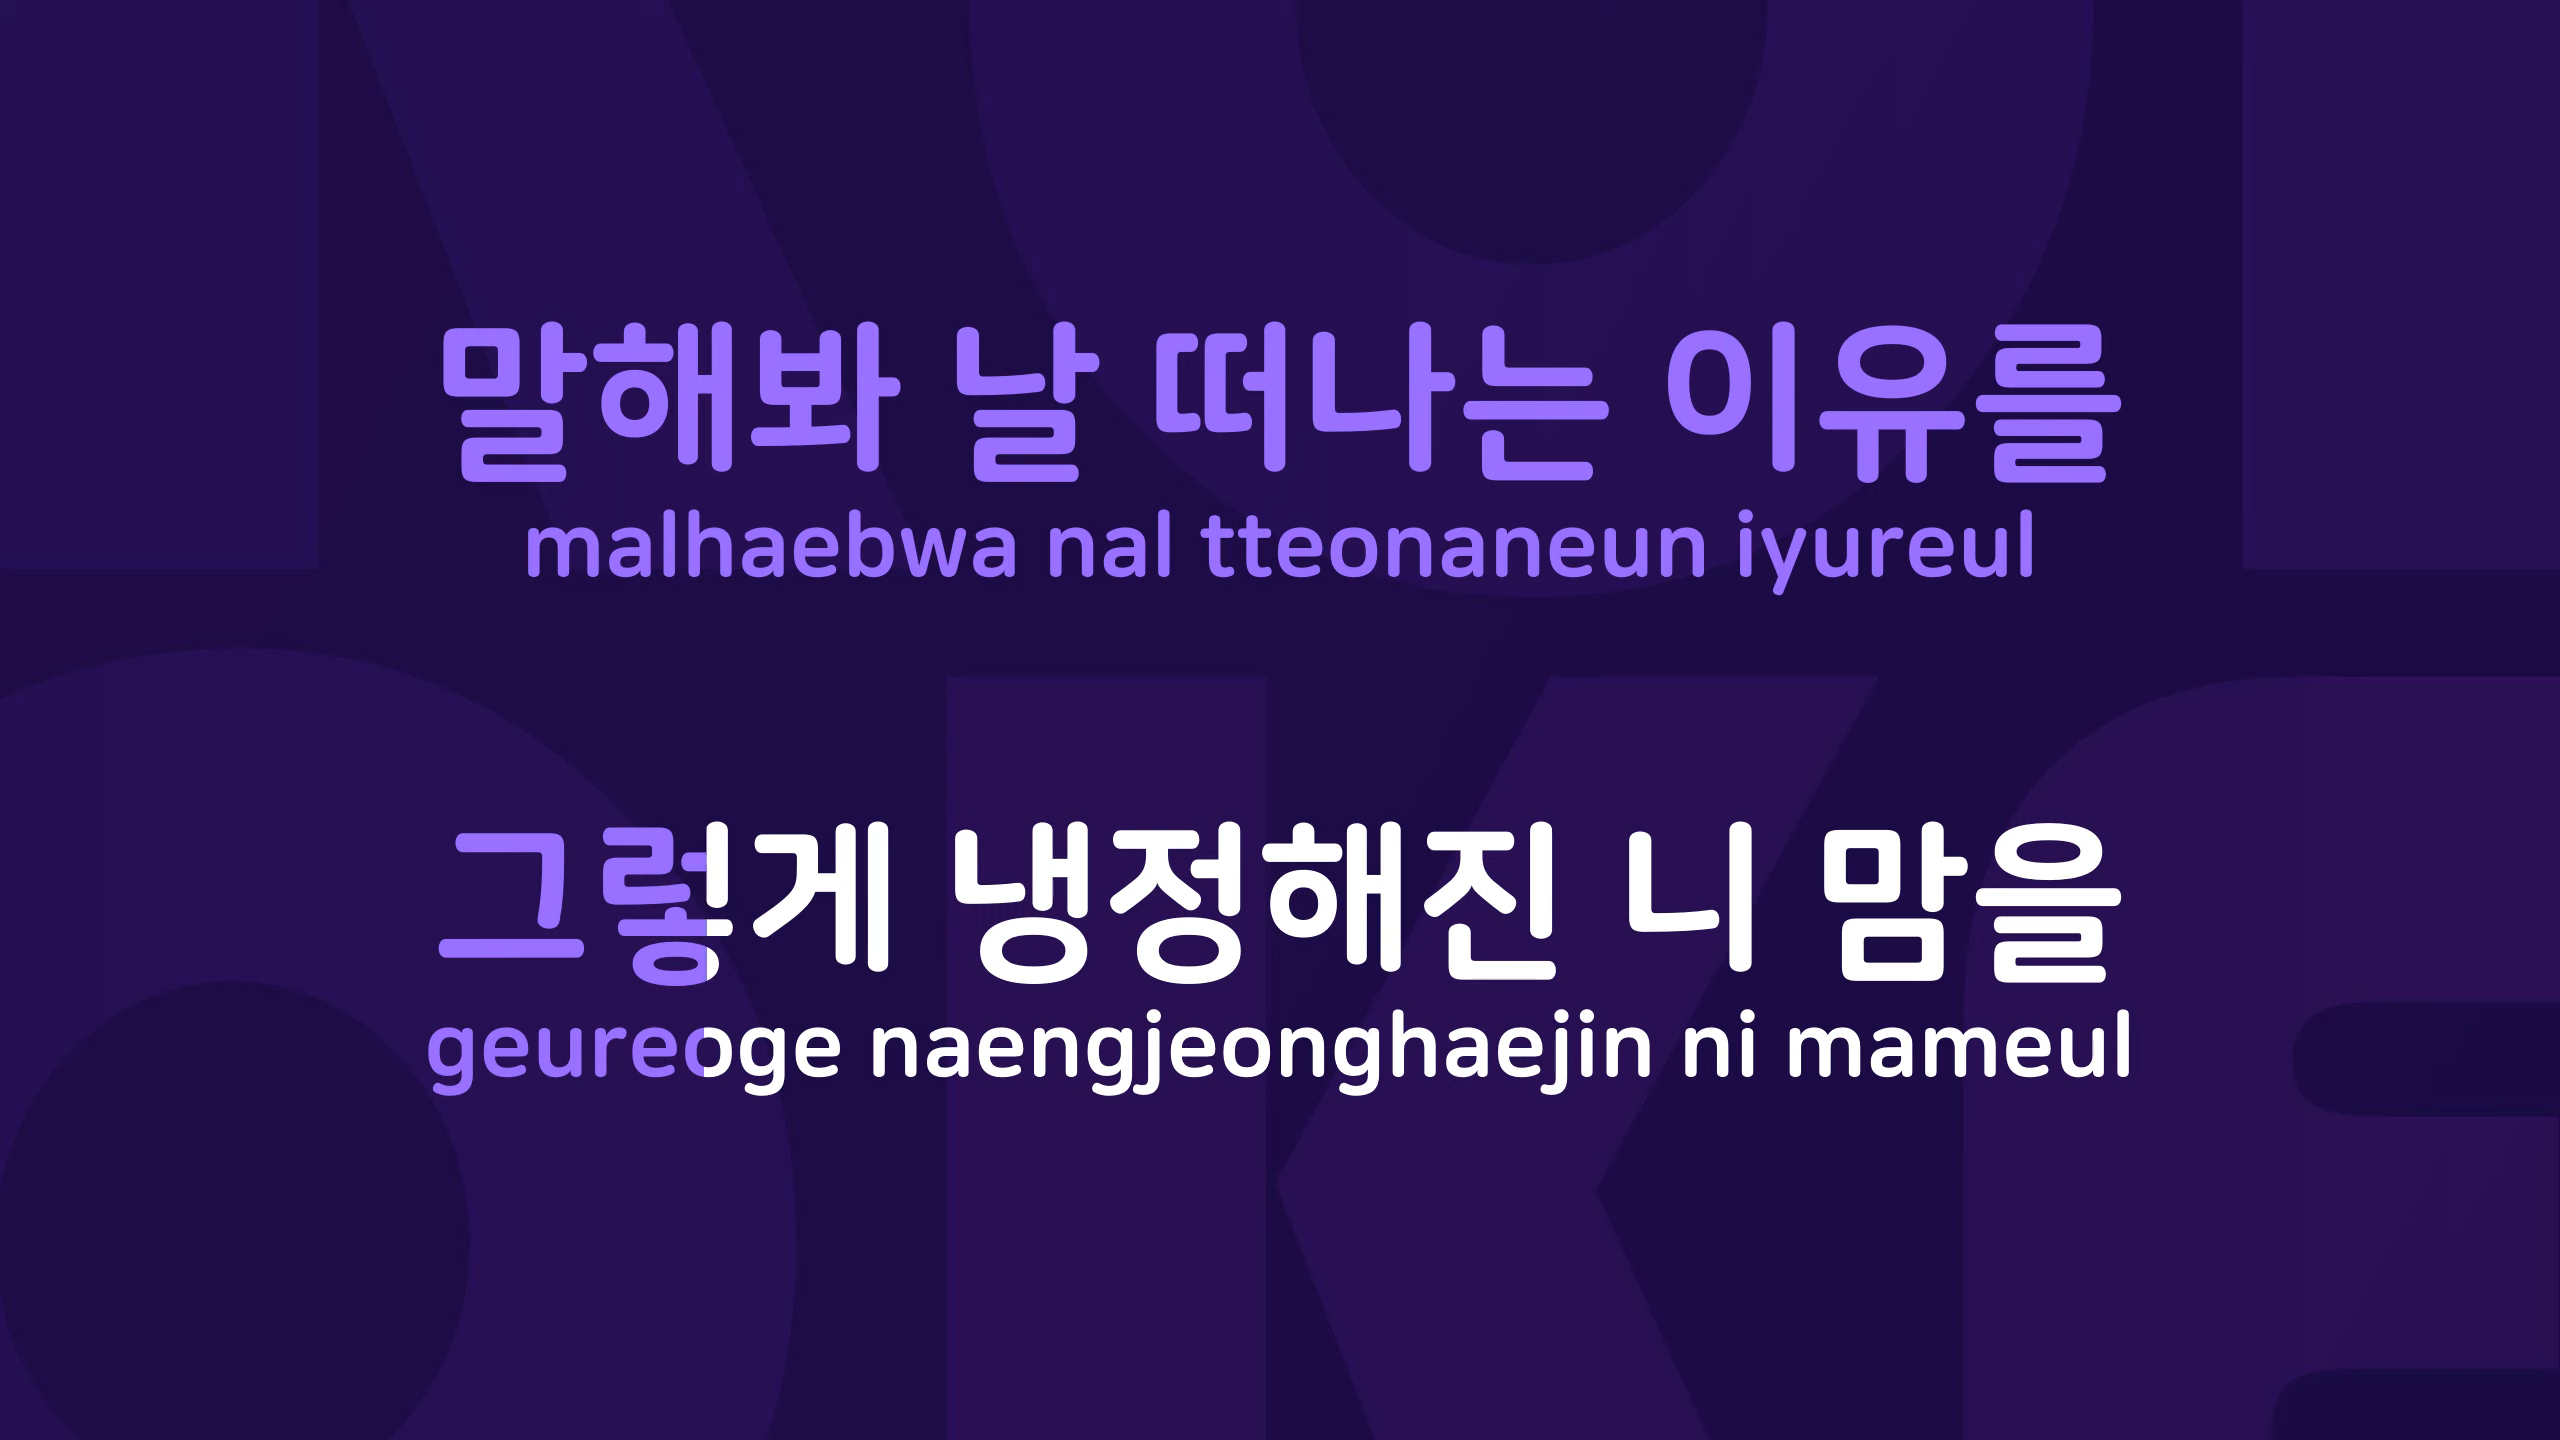 말해봐 날 떠나는 이유를
malhaebwa nal tteonaneun iyureul
그렇게 냉정해진 니 맘을
geureoge naengjeonghaejin ni mameul